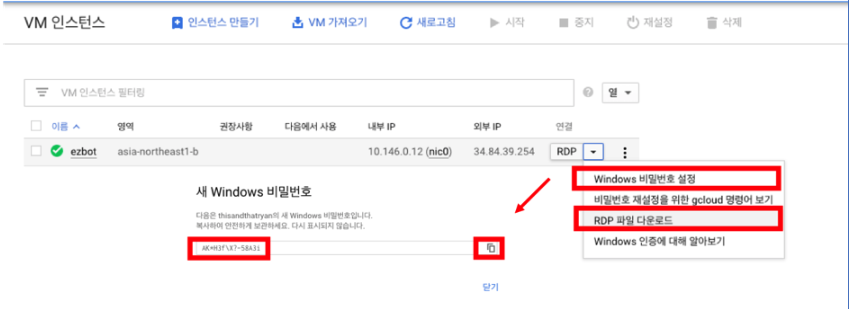 VM 인스턴스
인스턴스 만들기
VM 가져오기
새로고침
시작
중지
재설정
삭제
VM 인스턴스 필터링
열
이름
영역
권장사항
다음에서 사용
내부 IP
외부 IP
연결
ezbot
asia-northeast1-b
10.146.0.12 (nic0)
34.84.39.254
RDP
Windows 비밀번호 설정
비밀번호 재설정을 위한 gcloud 명령어 보기
RDP 파일 다운로드
Windows 인증에 대해 알아보기
새 Windows 비밀번호
다음은 thisandthatryan의 새 Windows 비밀번호입니다.
복사하여 안전하게 보관하세요. 다시 표시되지 않습니다.
닫기